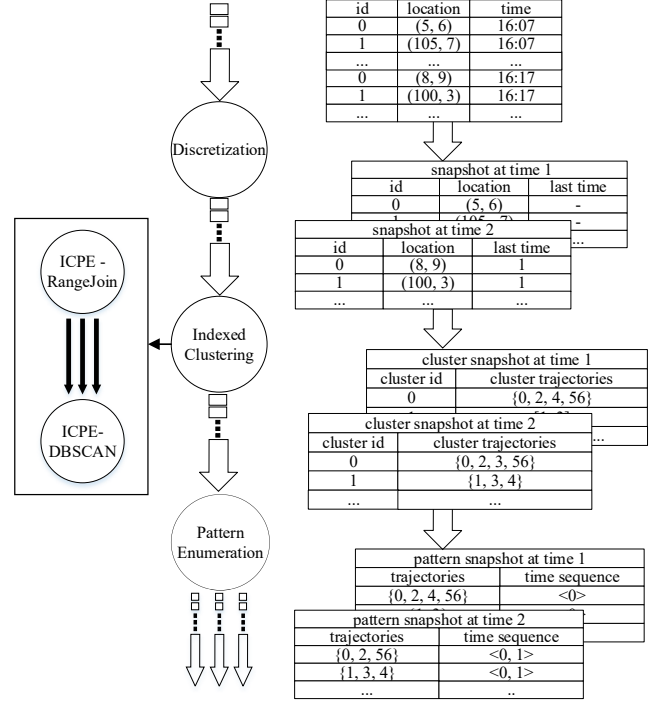 id location time
0 (5, 6) 16:07
1 (105, 7) 16:07
... ... ...
0 (8, 9) 16:17
1 (100, 3) 16:17
... ... ...
Discretization
snapshot at time 1
id location last time
0 (5, 6) -
-
...
snapshot at time 2
id location last time
0 (8, 9) 1
1 (100, 3) 1
... ... ...
ICPE -
RangeJoin
ICPE-
DBSCAN
Indexed
Clustering
cluster snapshot at time 1
cluster id cluster trajectories
0 {0, 2, 4, 56}
...
cluster snapshot at time 2
cluster id cluster trajectories
0 {0, 2, 3, 56}
1 {1, 3, 4}
... ...
Pattern
Enumeration
pattern snapshot at time 1
trajectories time sequence
{0, 2, 4, 56} <0>
pattern snapshot at time 2
trajectories time sequence
{0, 2, 56} <0, 1>
{1, 3, 4} <0, 1>
... ..